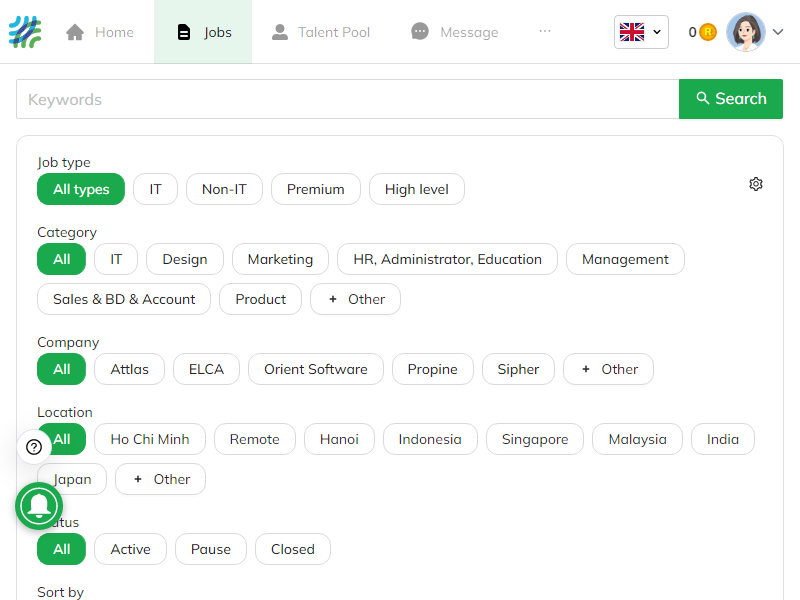 Home Jobs Talent Pool Message ... 0 R
Keywords Search
Job type
All types IT Non-IT Premium High level
Category
All IT Design Marketing HR, Administrator, Education Management
Sales & BD & Account Product + Other
Company
All Attlas ELCA Orient Software Propine Sipher + Other
Location
All Ho Chi Minh Remote Hanoi Indonesia Singapore Malaysia India
Japan + Other
atus
All Active Pause Closed
Sort by